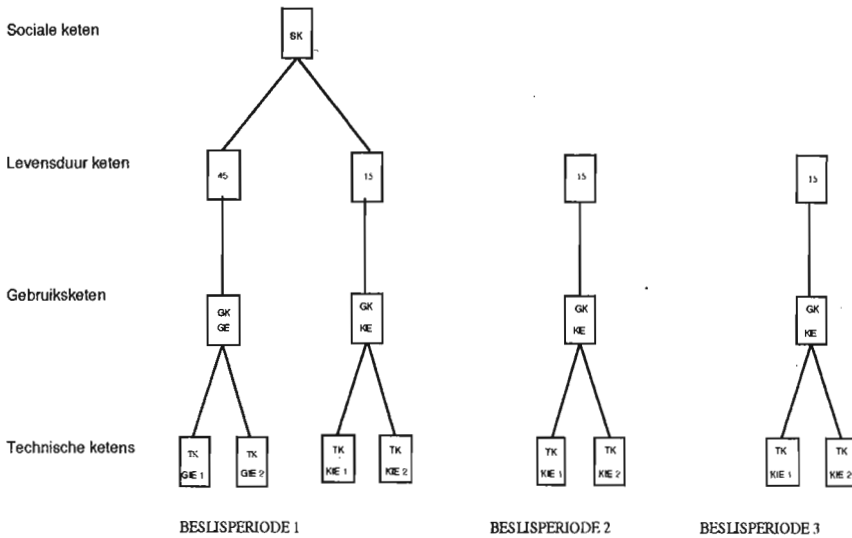 Sociale keten
SK
Levensduur keten
45
15
15
15
Gebruiksketen
GK
GE
GK
KE
GK
KE
GK
KE
Technische ketens
TK
GIE 1
TK
GIE 2
TK
KIE 1
TK
KIE 2
TK
KIE 1
TK
KIE 2
TK
KIE 1
TK
KIE 2
BESLISPERIODE 1
BESLISPERIODE 2
BESLISPERIODE 3